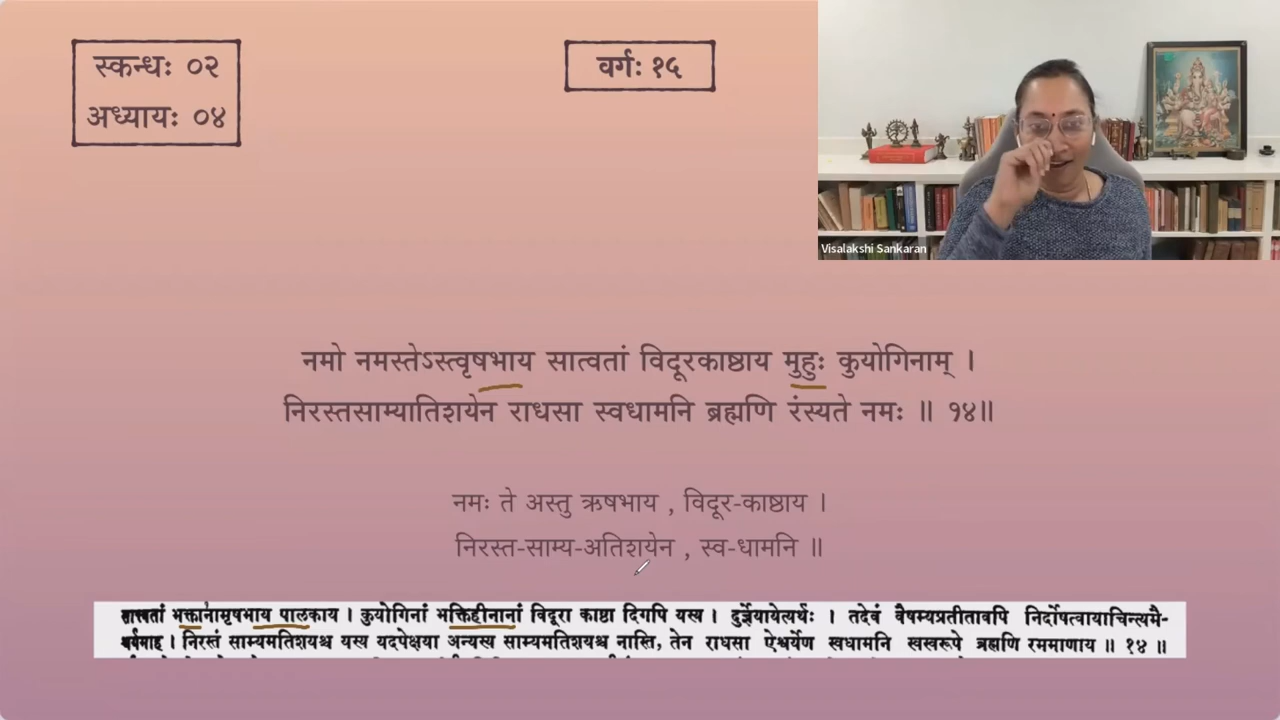 स्कन्धः ०२
अध्यायः ०४
वर्गः १५
Visalakshi Sankaran
नमो नमस्तेऽस्त्वृषभाय सात्वतां विदूरकाष्ठाय मुहुः कुयोगिनाम् ।
निरस्तसाम्यातिशयेन राधसा स्वधामनि ब्रह्मणि रंस्यते नमः ॥ १४॥
नमः ते अस्तु ऋषभाय , विदूर-काष्ठाय ।
निरस्त-साम्य-अतिशयेन , स्व-धामनि ॥
सात्वतां भक्तानामृषभाय पालकाय । कुयोगिनां भक्तिहीनानां विदूरा काष्ठा दिगपि यस्य । दुर्ज्ञेयायेत्यर्थः । तदेवं वैषम्यप्रतीतावपि निर्दोषत्वायाचिन्त्यमै-
श्वर्यमाह । निरस्तं साम्यमतिशयश्च यस्य यदपेक्षया अन्यस्य साम्यमतिशयश्च नास्ति, तेन राधसा ऐश्वर्येण स्वधामनि स्वस्वरूपे ब्रह्मणि रममाणाय ॥ १४ ॥